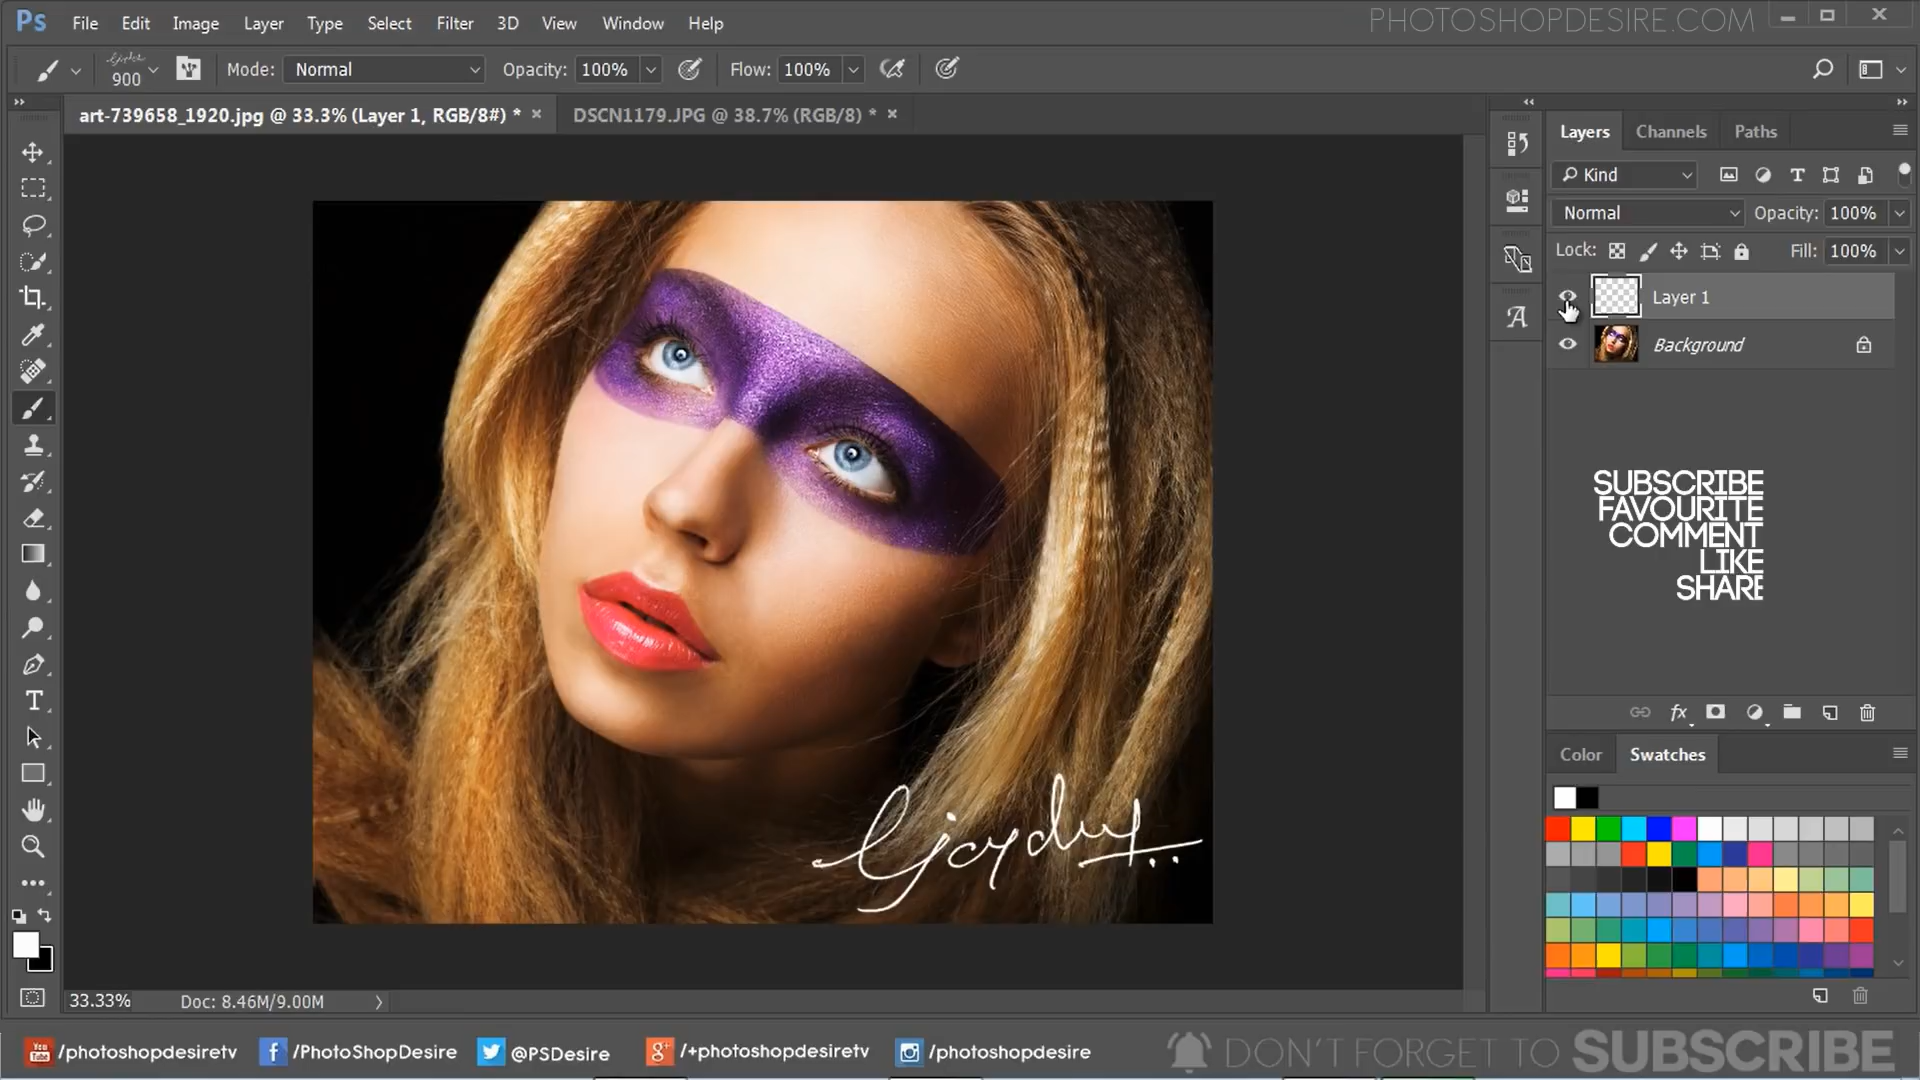 PHOTOSHOPDESIRE.COM
Ps File Edit Image Layer Type Select Filter 3D View Window Help
900 Mode: Normal Opacity: 100% Flow: 100%
art-739658_1920.jpg @ 33.3% (Layer 1, RGB/8#) * × DSCN1179.JPG @ 38.7% (RGB/8) * ×
Layers Channels Paths
Kind
Normal Opacity: 100%
Lock: Fill: 100%
Layer 1
Background
SUBSCRIBE
FAVOURITE
COMMENT
LIKE
SHARE
Color Swatches
33.33% Doc: 8.46M/9.00M
You Tube /photoshopdesiretv /PhotoShopDesire @PSDesire /+photoshopdesiretv /photoshopdesire DON'T FORGET TO SUBSCRIBE